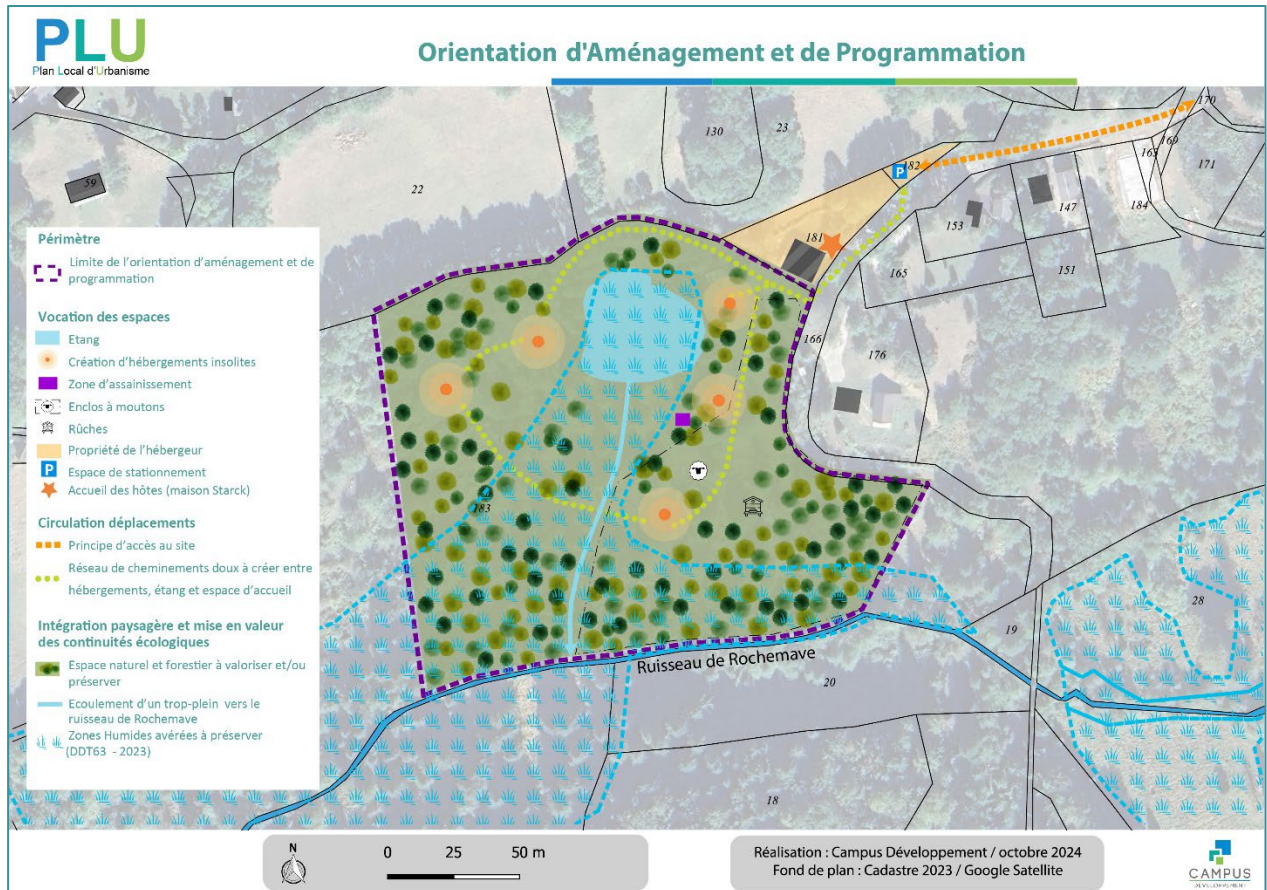 PLU
Plan Local d'Urbanisme
Orientation d'Aménagement et de Programmation
170
130
23
182
169
163
171
59
22
147
184
153
181
151
165
166
176
183
28
19
20
18
Ruisseau de Rochemave
Périmètre
Limite de l'orientation d'aménagement et de
programmation
Vocation des espaces
Etang
Création d'hébergements insolites
Zone d'assainissement
Enclos à moutons
Rûches
Propriété de l'hébergeur
P
Espace de stationnement
Accueil des hôtes (maison Starck)
Circulation déplacements
Principe d'accès au site
Réseau de cheminements doux à créer entre
hébergements, étang et espace d'accueil
Intégration paysagère et mise en valeur
des continuités écologiques
Espace naturel et forestier à valoriser et/ou
préserver
Ecoulement d'un trop-plein vers le
ruisseau de Rochemave
Zones Humides avérées à préserver
(DDT63 - 2023)
P
N
0 25 50 m
Réalisation : Campus Développement / octobre 2024
Fond de plan : Cadastre 2023 / Google Satellite
CAMPUS
DÉVELOPPEMENT